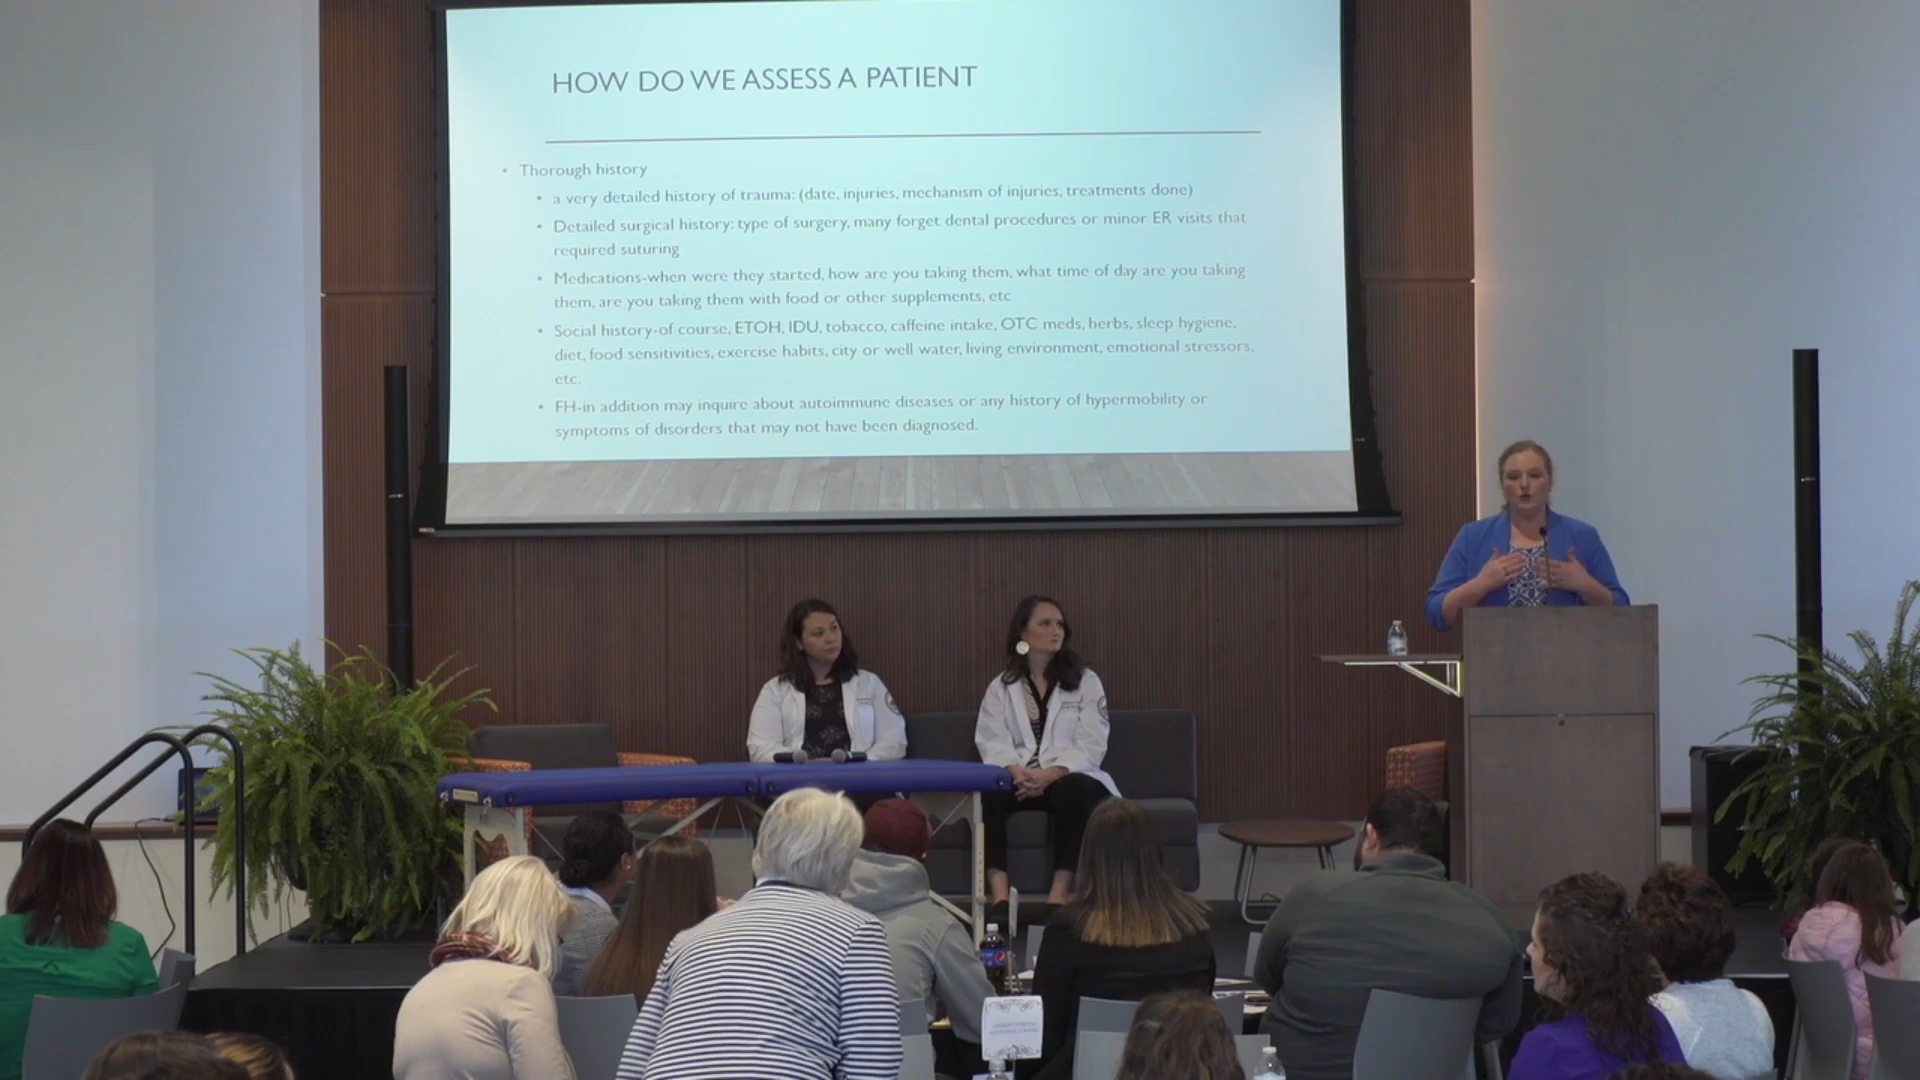 HOW DO WE ASSESS A PATIENT
• Thorough history
• a very detailed history of trauma: (date, injuries, mechanism of injuries, treatments done)
• Detailed surgical history: type of surgery, many forget dental procedures or minor ER visits that
required suturing
• Medications-when were they started, how are you taking them, what time of day are you taking
them, are you taking them with food or other supplements, etc
• Social history-of course, ETOH, IDU, tobacco, caffeine intake, OTC meds, herbs, sleep hygiene,
diet, food sensitivities, exercise habits, city or well water, living environment, emotional stressors,
etc.
• FH-in addition may inquire about autoimmune diseases or any history of hypermobility or
symptoms of disorders that may not have been diagnosed.